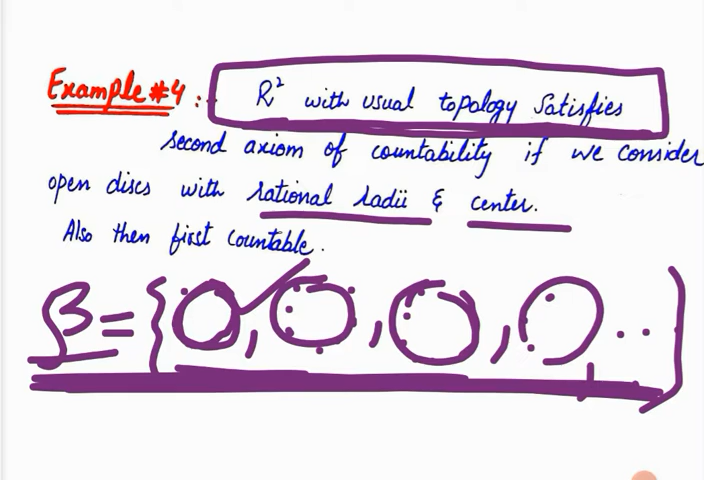 Example #4 :- R² with usual topology Satisfies
second axiom of countability if we consider
open discs with rational radii & center.
Also then first countable.
β = { , , , , .. }